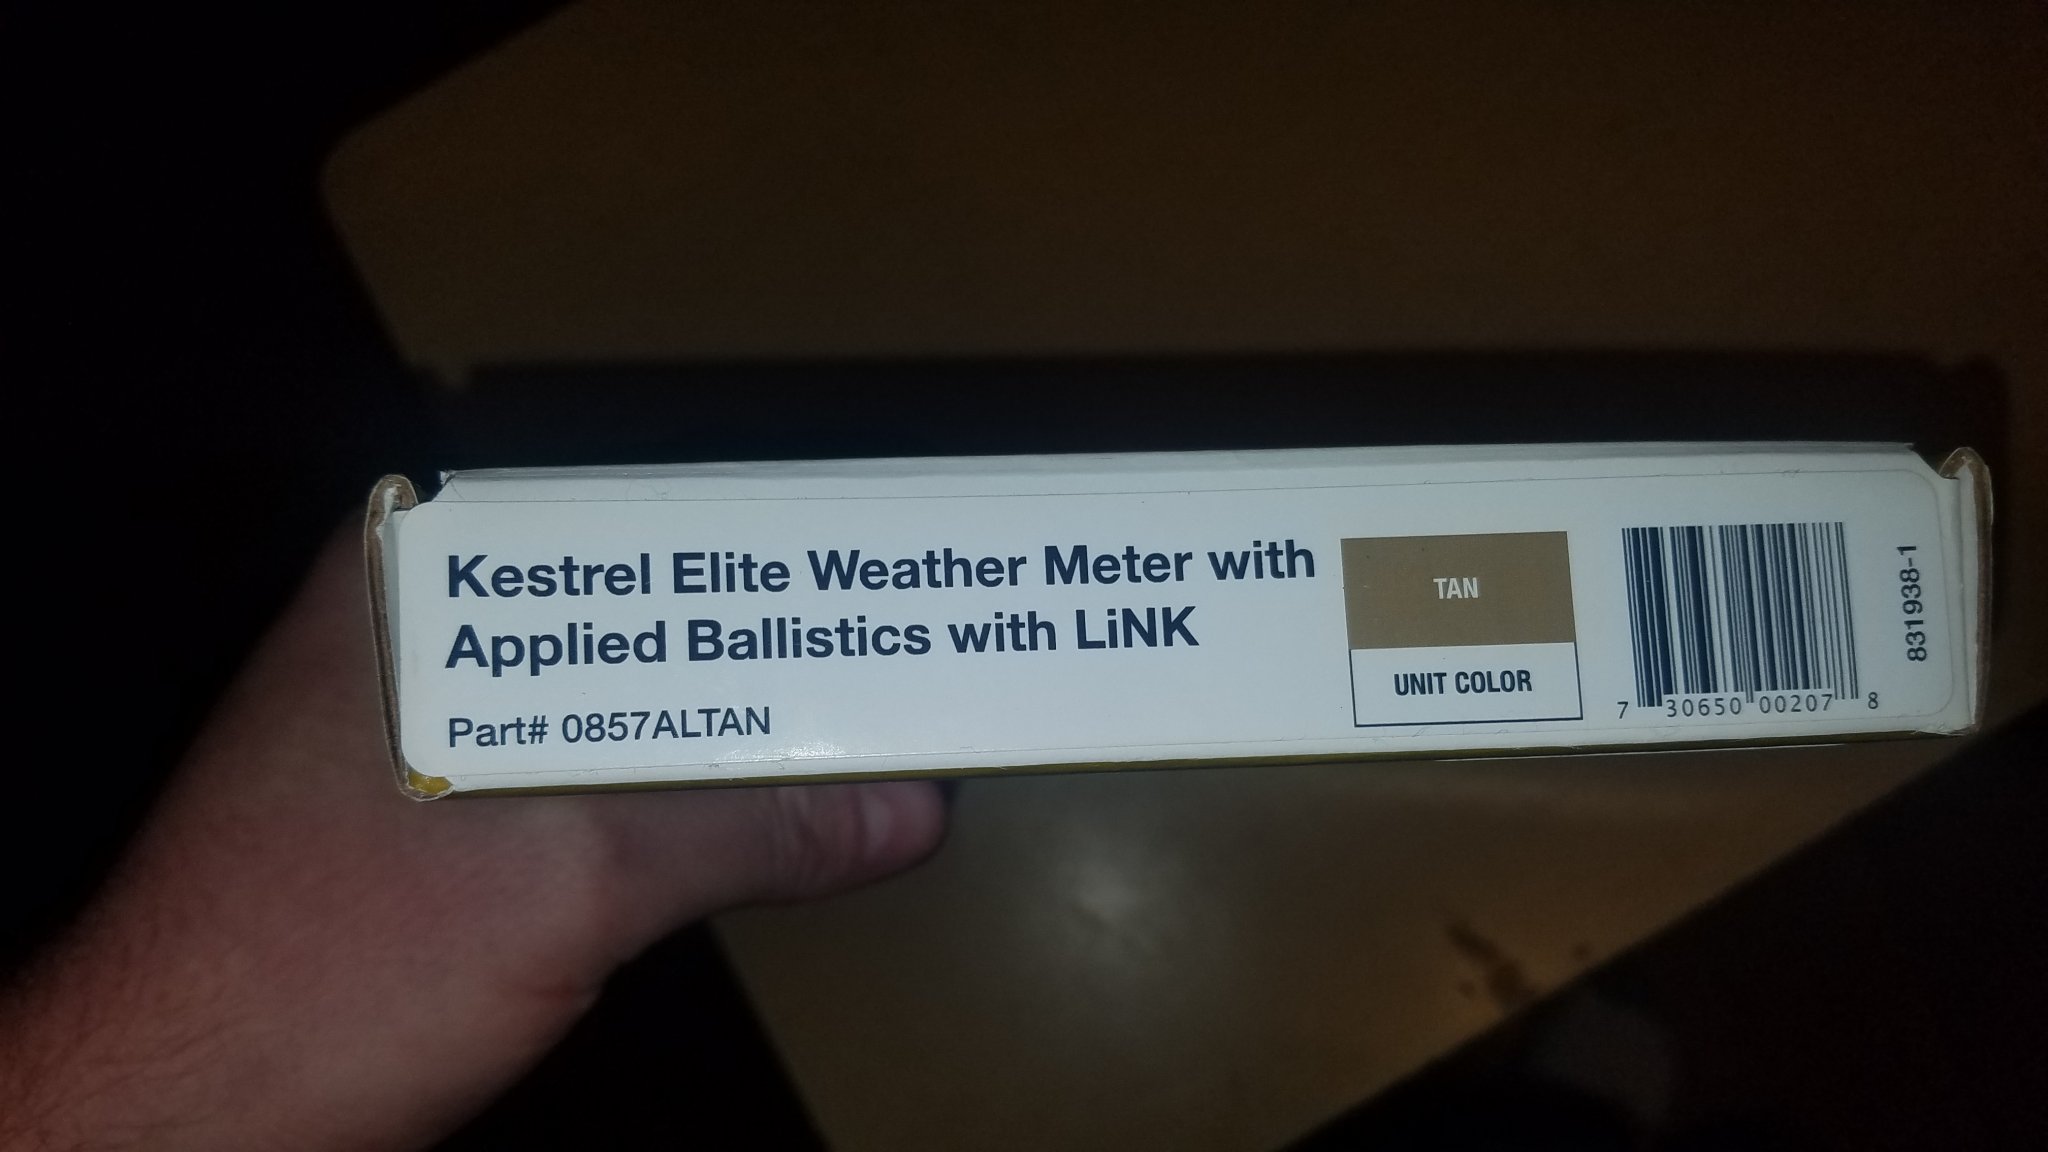 Kestrel Elite Weather Meter with
Applied Ballistics with LiNK
Part# 0857ALTAN
TAN
UNIT COLOR
7 30650 00207 8
831938-1